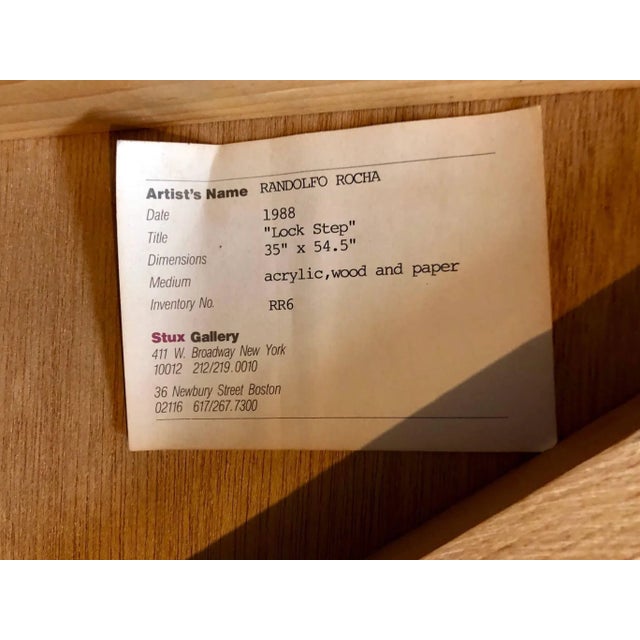 Artist's Name RANDOLFO ROCHA
Date 1988
Title "Lock Step"
Dimensions 35" x 54.5"
Medium acrylic,wood and paper
Inventory No. RR6
Stux Gallery
411 W. Broadway New York
10012 212/219.0010
36 Newbury Street Boston
02116 617/267.7300